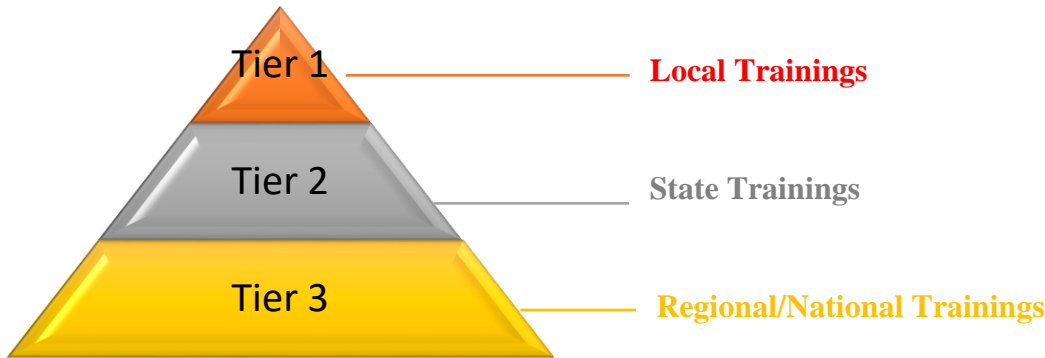 Tier 1
Local Trainings
Tier 2
State Trainings
Tier 3
Regional/National Trainings